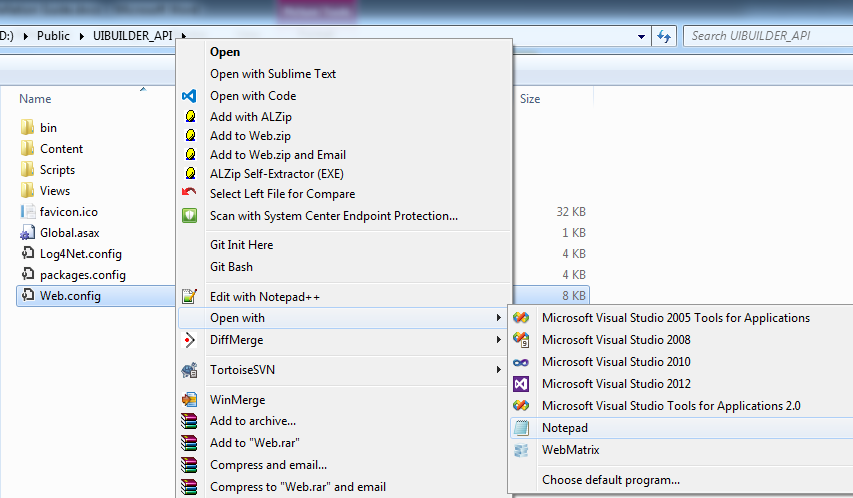 D:) Public UIBUILDER_API
Search UIBUILDER_API
Name
Size
bin
Content
Scripts
Views
favicon.ico
32 KB
Global.asax
1 KB
Log4Net.config
4 KB
packages.config
4 KB
Web.config
8 KB
Open
Open with Sublime Text
Open with Code
Add with ALZip
Add to Web.zip
Add to Web.zip and Email
ALZip Self-Extractor (EXE)
Select Left File for Compare
Scan with System Center Endpoint Protection...
Git Init Here
Git Bash
Edit with Notepad++
Open with
DiffMerge
TortoiseSVN
WinMerge
Add to archive...
Add to "Web.rar"
Compress and email...
Compress to "Web.rar" and email
Microsoft Visual Studio 2005 Tools for Applications
Microsoft Visual Studio 2008
Microsoft Visual Studio 2010
Microsoft Visual Studio 2012
Microsoft Visual Studio Tools for Applications 2.0
Notepad
WebMatrix
Choose default program...